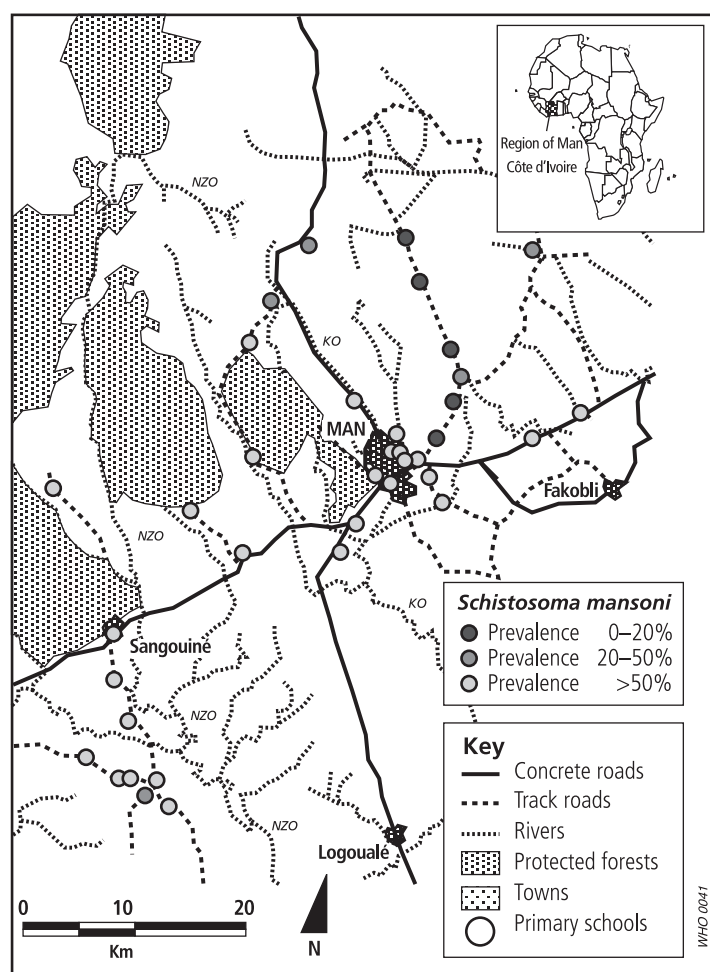 Region of Man
Côte d'Ivoire
NZO
KO
MAN
Fakobli
NZO
KO
Sangouiné
NZO
NZO
Logoualé
Schistosoma mansoni
Prevalence 0–20%
Prevalence 20–50%
Prevalence >50%
Key
Concrete roads
Track roads
Rivers
Protected forests
Towns
Primary schools
0 10 20
Km
N
WHO 0041